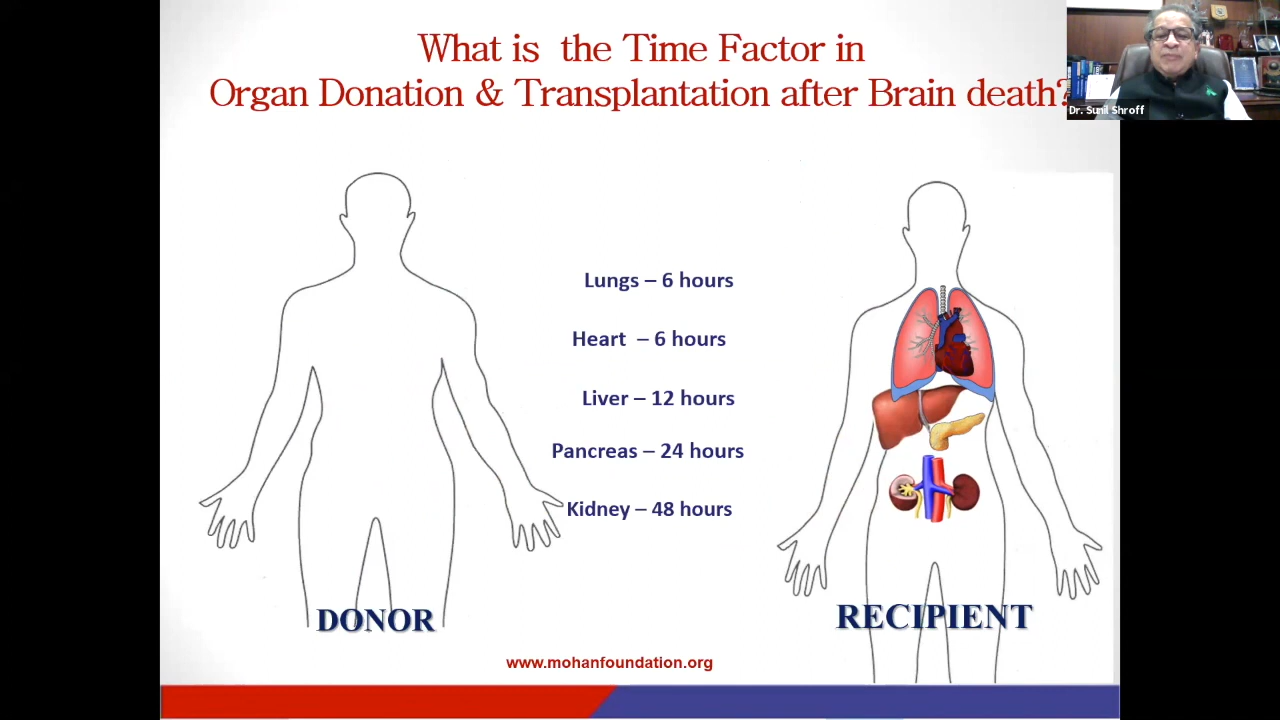 What is the Time Factor in
Organ Donation & Transplantation after Brain death?
Dr. Sunil Shroff
Lungs – 6 hours
Heart – 6 hours
Liver – 12 hours
Pancreas – 24 hours
Kidney – 48 hours
DONOR
RECIPIENT
www.mohanfoundation.org